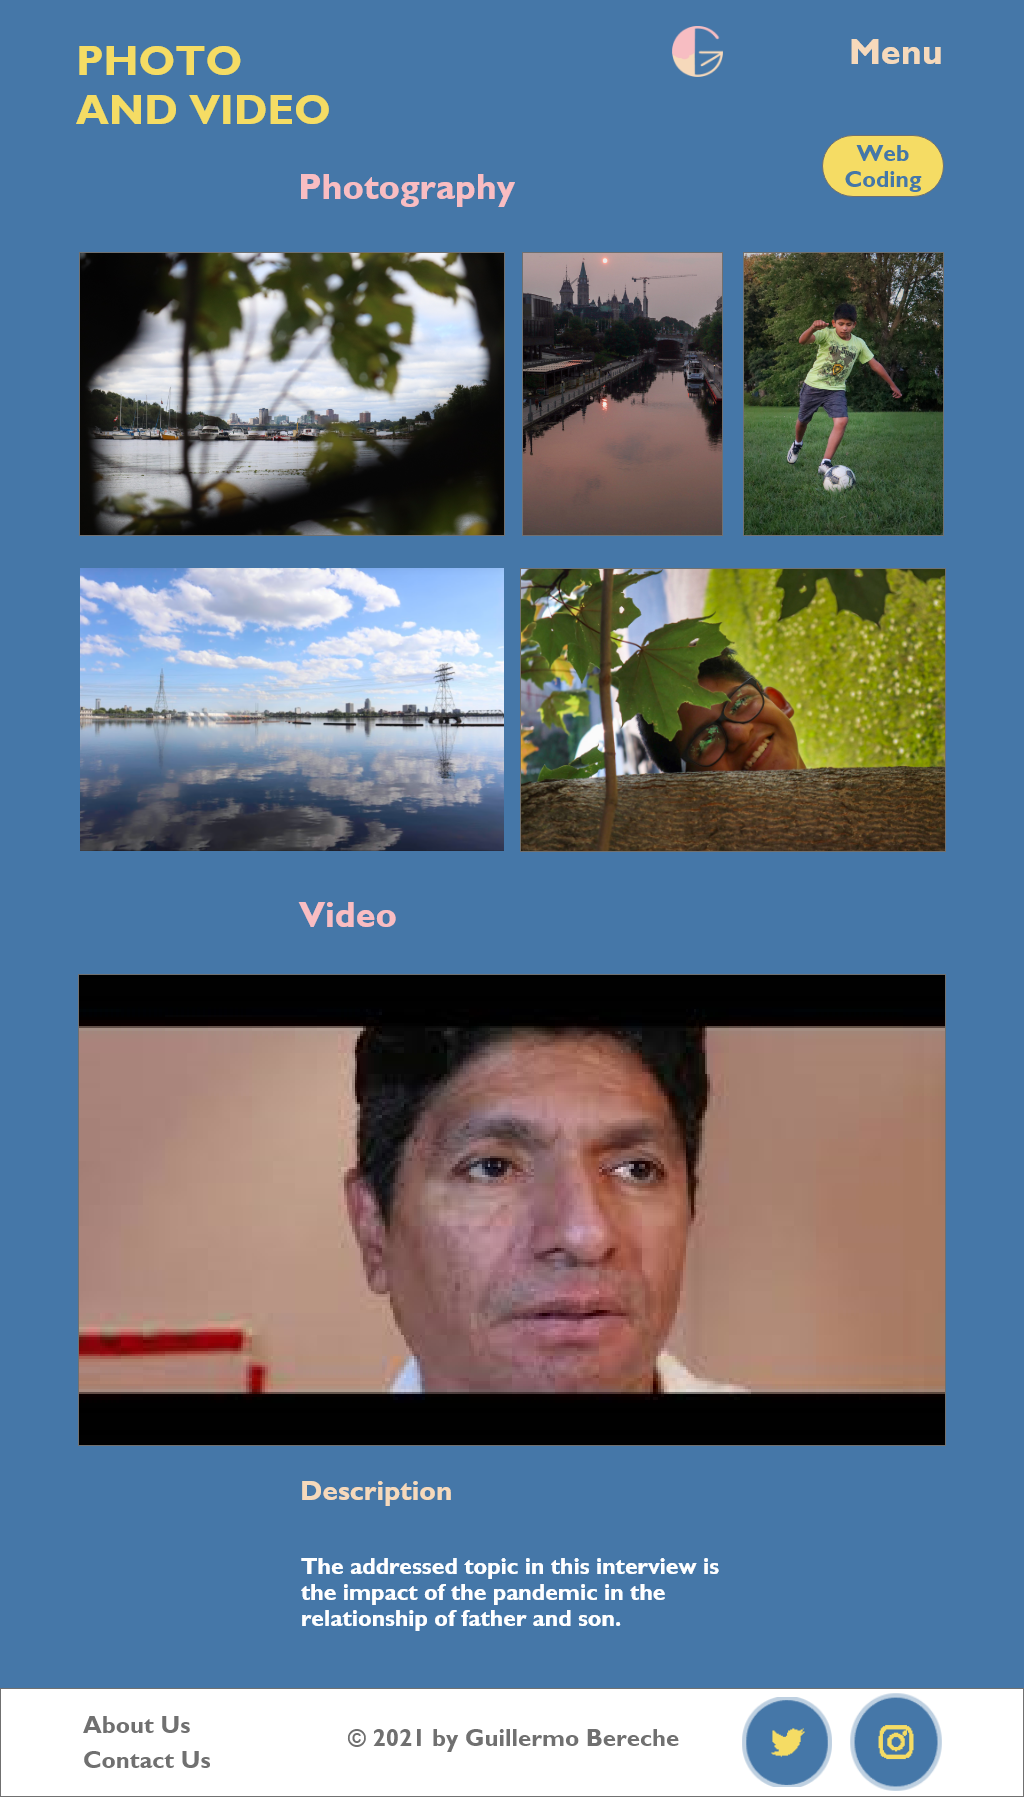 PHOTO
AND VIDEO
Menu
Web
Coding
Photography
Video
Description
The addressed topic in this interview is
the impact of the pandemic in the
relationship of father and son.
About Us
Contact Us
© 2021 by Guillermo Bereche